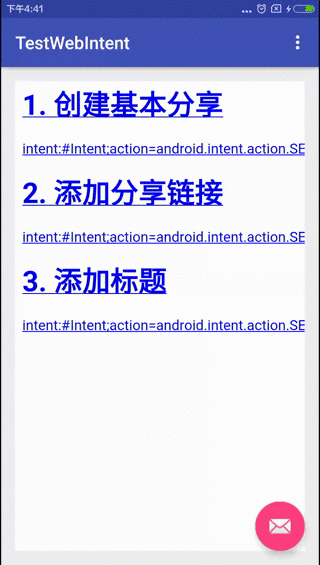 下午4:41
TestWebIntent
1. 创建基本分享
intent:#Intent;action=android.intent.action.SE
2. 添加分享链接
intent:#Intent;action=android.intent.action.SE
3. 添加标题
intent:#Intent;action=android.intent.action.SE